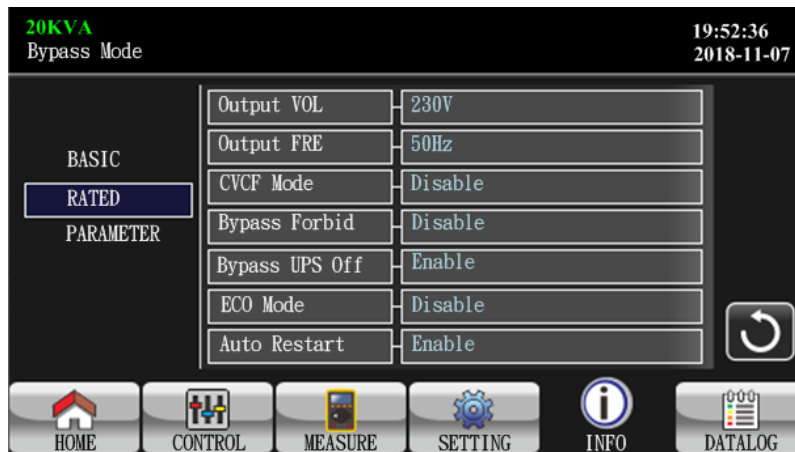 20KVA
Bypass Mode
19:52:36
2018-11-07
BASIC
RATED
PARAMETER
Output VOL
230V
Output FRE
50Hz
CVCF Mode
Disable
Bypass Forbid
Disable
Bypass UPS Off
Enable
ECO Mode
Disable
Auto Restart
Enable
HOME
CONTROL
MEASURE
SETTING
INFO
DATALOG